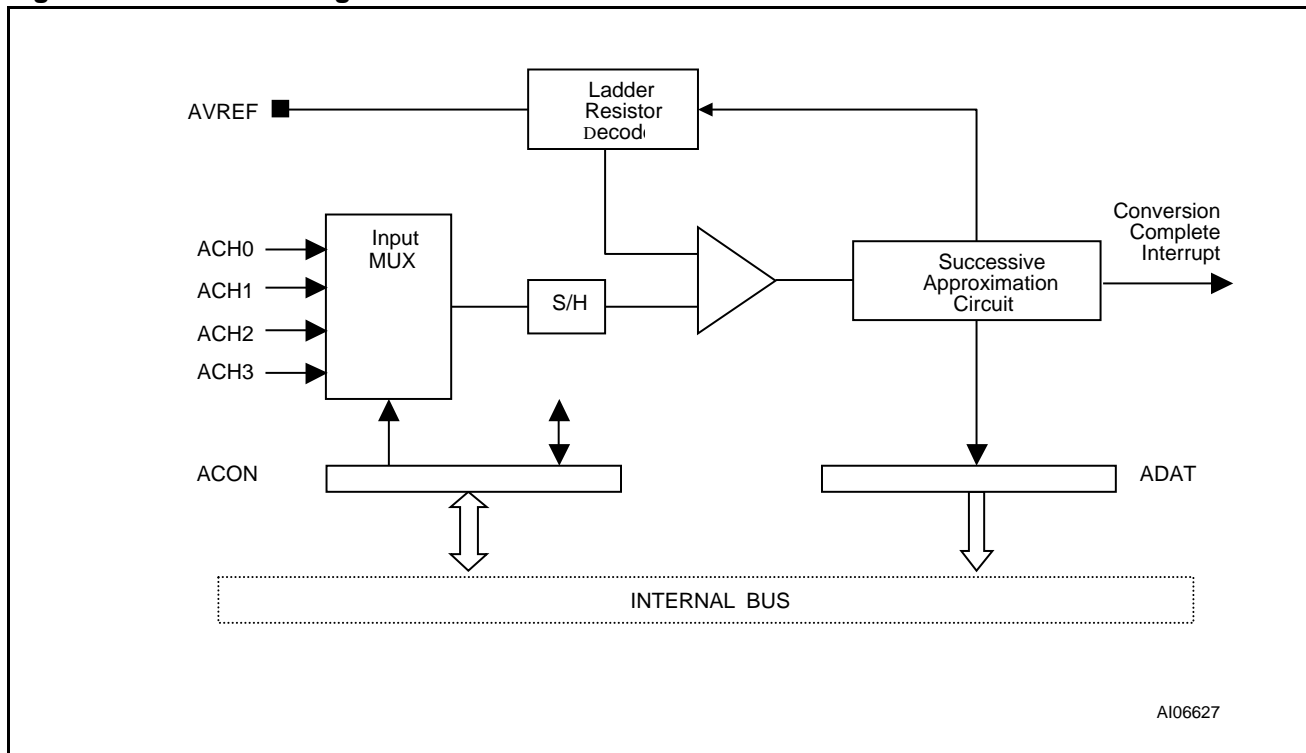 AVREF
Ladder
Resistor
Decode
ACH0
ACH1
ACH2
ACH3
Input
MUX
S/H
Successive
Approximation
Circuit
Conversion
Complete
Interrupt
ACON
ADAT
INTERNAL BUS
AI06627